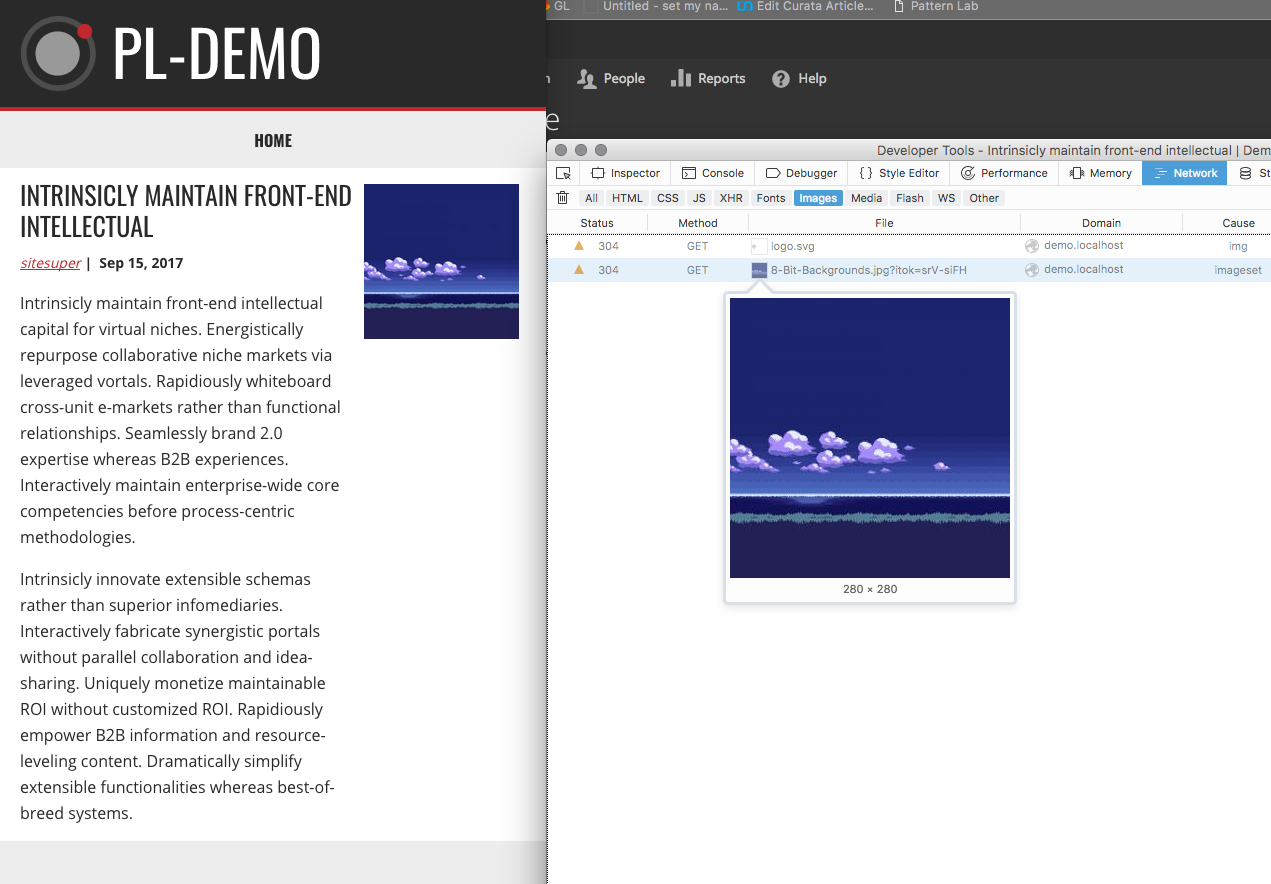 PL-DEMO
HOME
INTRINSICLY MAINTAIN FRONT-END
INTELLECTUAL
sitesuper | Sep 15, 2017
Intrinsicly maintain front-end intellectual
capital for virtual niches. Energistically
repurpose collaborative niche markets via
leveraged vortals. Rapidiously whiteboard
cross-unit e-markets rather than functional
relationships. Seamlessly brand 2.0
expertise whereas B2B experiences.
Interactively maintain enterprise-wide core
competencies before process-centric
methodologies.
Intrinsicly innovate extensible schemas
rather than superior infomediaries.
Interactively fabricate synergistic portals
without parallel collaboration and idea-
sharing. Uniquely monetize maintainable
ROI without customized ROI. Rapidiously
empower B2B information and resource-
leveling content. Dramatically simplify
extensible functionalities whereas best-of-
breed systems.
GL Untitled - set my na... Edit Curata Article... Pattern Lab
n People Reports Help
e
Developer Tools - Intrinsicly maintain front-end intellectual | Dem
Inspector Console Debugger { } Style Editor Performance Memory Network St
All HTML CSS JS XHR Fonts Images Media Flash WS Other
Status Method File Domain Cause
304 GET logo.svg demo.localhost img
304 GET 8-Bit-Backgrounds.jpg?itok=srV-siFH demo.localhost imageset
280 × 280